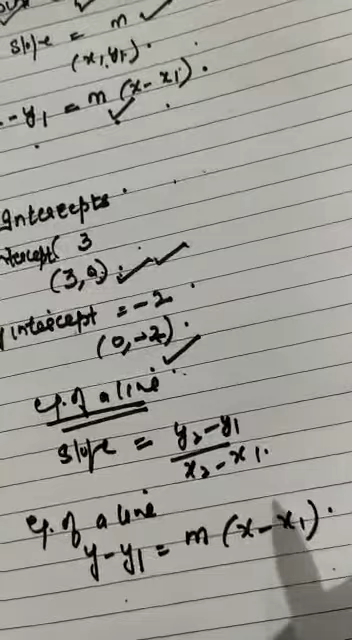 slope = m
(x₁, y₁).
- y₁ = m (x - x₁).
Intercepts.
3
(3, 0).
y intercept = -2.
(0, -2).
Eq. of a line
slope = y₂ - y₁ / x₂ - x₁.
Eq. of a line
y - y₁ = m (x - x₁).